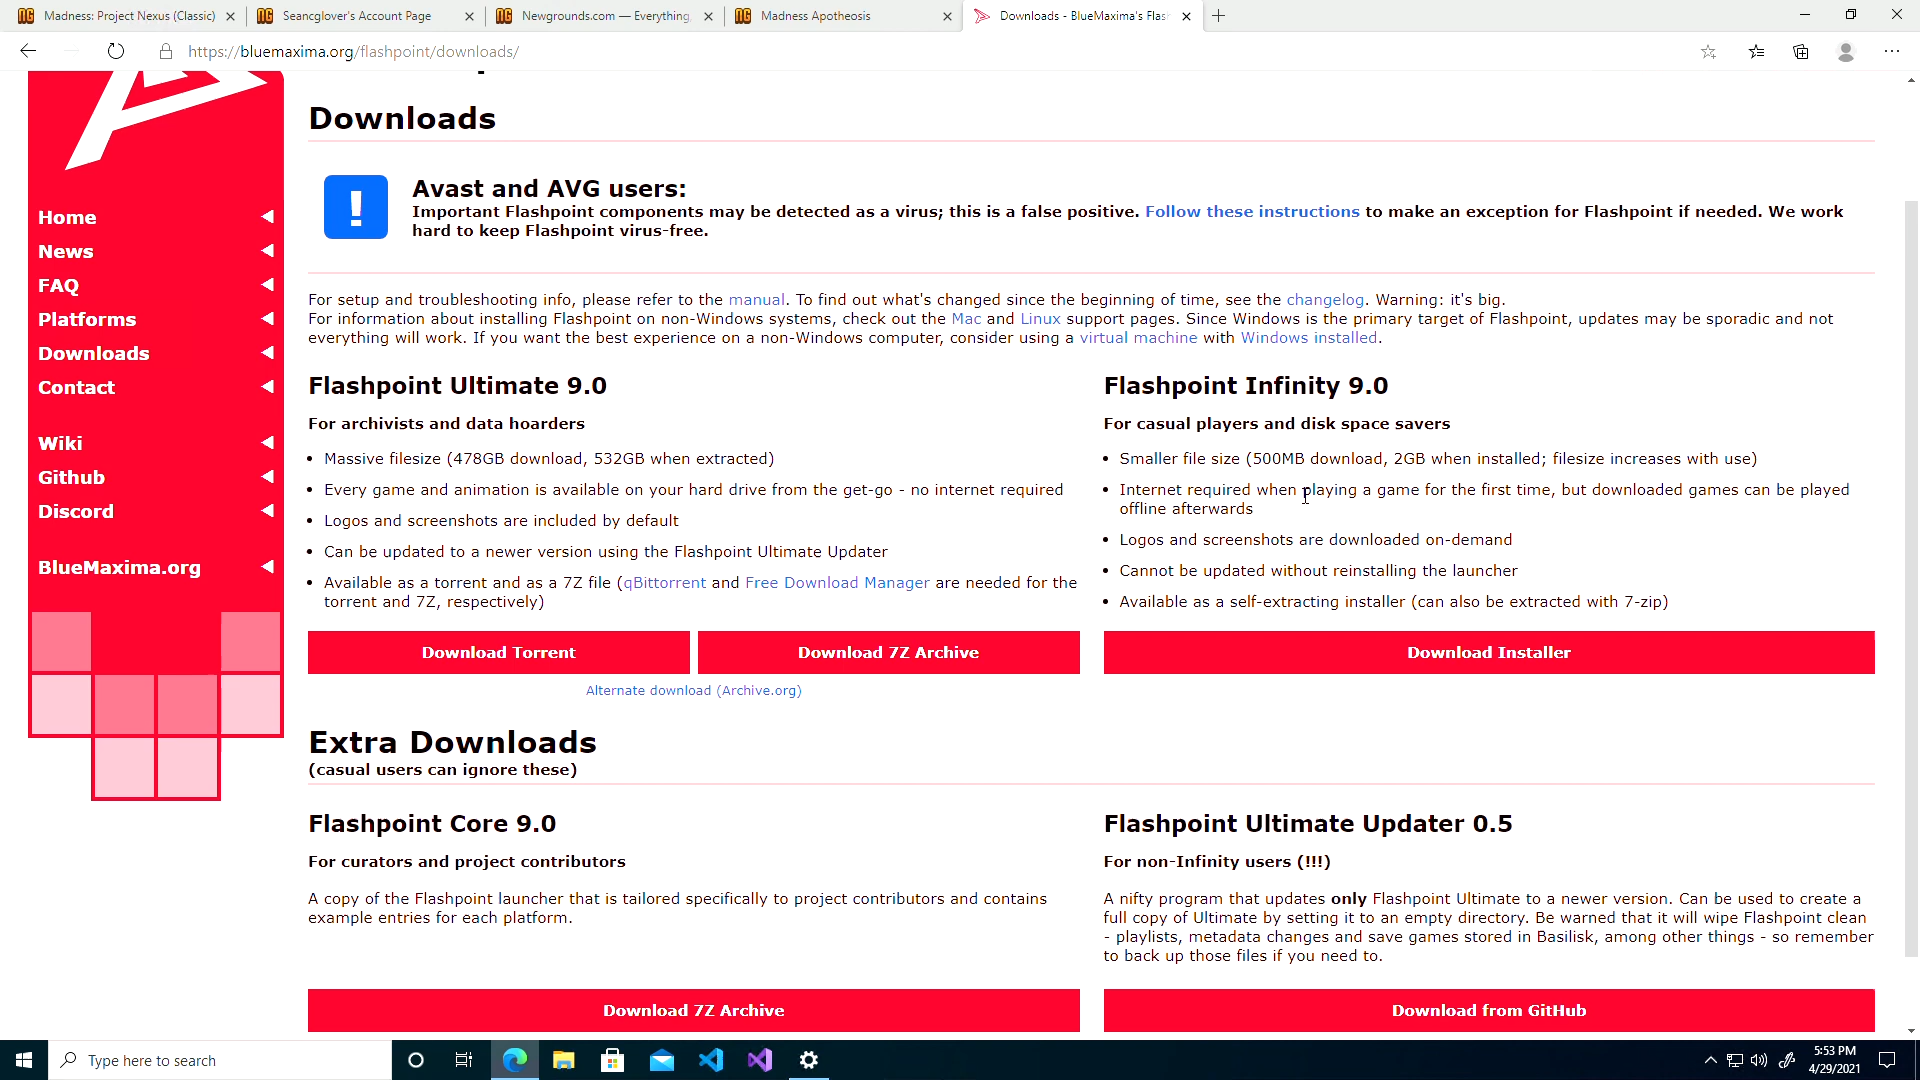 Madness: Project Nexus (Classic)
Seancglover's Account Page
Newgrounds.com — Everything,
Madness Apotheosis
Downloads - BlueMaxima's Flas
https://bluemaxima.org/flashpoint/downloads/
Home
News
FAQ
Platforms
Downloads
Contact
Wiki
Github
Discord
BlueMaxima.org
Downloads
Avast and AVG users:
Important Flashpoint components may be detected as a virus; this is a false positive. Follow these instructions to make an exception for Flashpoint if needed. We work
hard to keep Flashpoint virus-free.
For setup and troubleshooting info, please refer to the manual. To find out what's changed since the beginning of time, see the changelog. Warning: it's big.
For information about installing Flashpoint on non-Windows systems, check out the Mac and Linux support pages. Since Windows is the primary target of Flashpoint, updates may be sporadic and not
everything will work. If you want the best experience on a non-Windows computer, consider using a virtual machine with Windows installed.
Flashpoint Ultimate 9.0
For archivists and data hoarders
• Massive filesize (478GB download, 532GB when extracted)
• Every game and animation is available on your hard drive from the get-go - no internet required
• Logos and screenshots are included by default
• Can be updated to a newer version using the Flashpoint Ultimate Updater
• Available as a torrent and as a 7Z file (qBittorrent and Free Download Manager are needed for the
torrent and 7Z, respectively)
Download Torrent
Download 7Z Archive
Alternate download (Archive.org)
Flashpoint Infinity 9.0
For casual players and disk space savers
• Smaller file size (500MB download, 2GB when installed; filesize increases with use)
• Internet required when playing a game for the first time, but downloaded games can be played
offline afterwards
• Logos and screenshots are downloaded on-demand
• Cannot be updated without reinstalling the launcher
• Available as a self-extracting installer (can also be extracted with 7-zip)
Download Installer
Extra Downloads
(casual users can ignore these)
Flashpoint Core 9.0
For curators and project contributors
A copy of the Flashpoint launcher that is tailored specifically to project contributors and contains
example entries for each platform.
Download 7Z Archive
Flashpoint Ultimate Updater 0.5
For non-Infinity users (!!!)
A nifty program that updates only Flashpoint Ultimate to a newer version. Can be used to create a
full copy of Ultimate by setting it to an empty directory. Be warned that it will wipe Flashpoint clean
- playlists, metadata changes and save games stored in Basilisk, among other things - so remember
to back up those files if you need to.
Download from GitHub
Type here to search
5:53 PM
4/29/2021